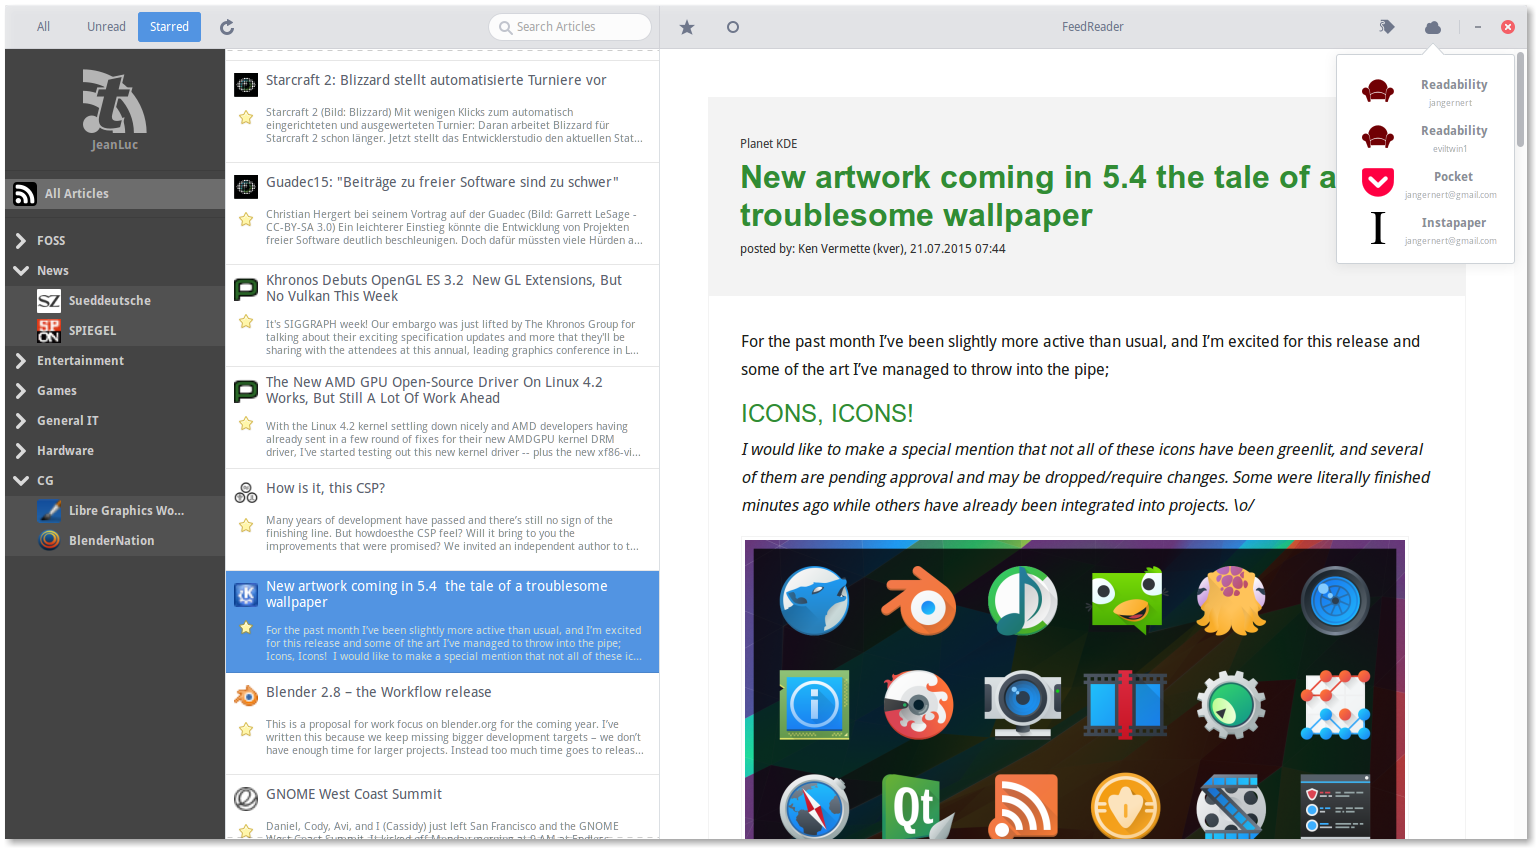 All
Unread
Starred
Search Articles
FeedReader
JeanLuc
All Articles
FOSS
News
SZ
Sueddeutsche
SP
ON
SPIEGEL
Entertainment
Games
General IT
Hardware
CG
Libre Graphics Wo...
BlenderNation
Starcraft 2: Blizzard stellt automatisierte Turniere vor
Starcraft 2 (Bild: Blizzard) Mit wenigen Klicks zum automatisch
eingerichteten und ausgewerteten Turnier: Daran arbeitet Blizzard für
Starcraft 2 schon länger. Jetzt stellt das Entwicklerstudio den aktuellen Stat...
Guadec15: "Beiträge zu freier Software sind zu schwer"
Christian Hergert bei seinem Vortrag auf der Guadec (Bild: Garrett LeSage -
CC-BY-SA 3.0) Ein leichterer Einstieg könnte die Entwicklung von Projekten
freier Software deutlich beschleunigen. Doch dafür müssten viele Hürden a...
Khronos Debuts OpenGL ES 3.2  New GL Extensions, But
No Vulkan This Week
It's SIGGRAPH week! Our embargo was just lifted by The Khronos Group for
talking about their exciting specification updates and more that they'll be
sharing with the attendees at this annual, leading graphics conference in L...
The New AMD GPU Open-Source Driver On Linux 4.2
Works, But Still A Lot Of Work Ahead
With the Linux 4.2 kernel settling down nicely and AMD developers having
already sent in a few round of fixes for their new AMDGPU kernel DRM
driver, I've started testing out this new kernel driver -- plus the new xf86-vi...
How is it, this CSP?
Many years of development have passed and there's still no sign of the
finishing line. But howdoesthe CSP feel? Will it bring to you the
improvements that were promised? We invited an independent author to t...
New artwork coming in 5.4  the tale of a troublesome
wallpaper
For the past month I've been slightly more active than usual, and I'm excited
for this release and some of the art I've managed to throw into the pipe;
Icons, Icons!  I would like to make a special mention that not all of these ic...
Blender 2.8 – the Workflow release
This is a proposal for work focus on blender.org for the coming year. I've
written this because we keep missing bigger development targets – we don't
have enough time for larger projects. Instead too much time goes to releas...
GNOME West Coast Summit
Daniel, Cody, Avi, and I (Cassidy) just left San Francisco and the GNOME
Planet KDE
New artwork coming in 5.4 the tale of a
troublesome wallpaper
posted by: Ken Vermette (kver), 21.07.2015 07:44
For the past month I've been slightly more active than usual, and I'm excited for this release and
some of the art I've managed to throw into the pipe;
ICONS, ICONS!
I would like to make a special mention that not all of these icons have been greenlit, and several
of them are pending approval and may be dropped/require changes. Some were literally finished
minutes ago while others have already been integrated into projects. \o/
Qt
Readability
jangernert
Readability
eviltwin1
Pocket
jangernert@gmail.com
I
Instapaper
jangernert@gmail.com